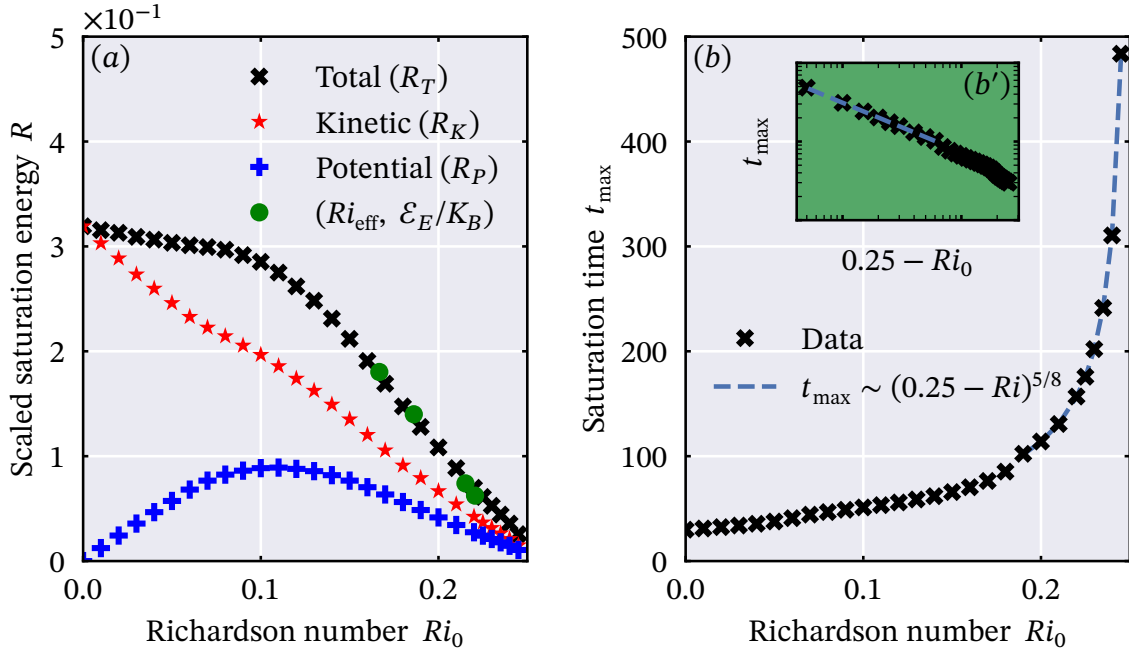 ×10⁻¹
(a)
Total (R_T)
Kinetic (R_K)
Potential (R_P)
(Ri_eff, ℰ_E/K_B)
Scaled saturation energy R
3
2
1
0
0.0 0.1 0.2
Richardson number Ri₀
(b)
500
400
300
200
100
0
Saturation time t_max
(b′)
t_max
0.25 − Ri₀
Data
t_max ∼ (0.25 − Ri)^{5/8}
0.0 0.1 0.2
Richardson number Ri₀